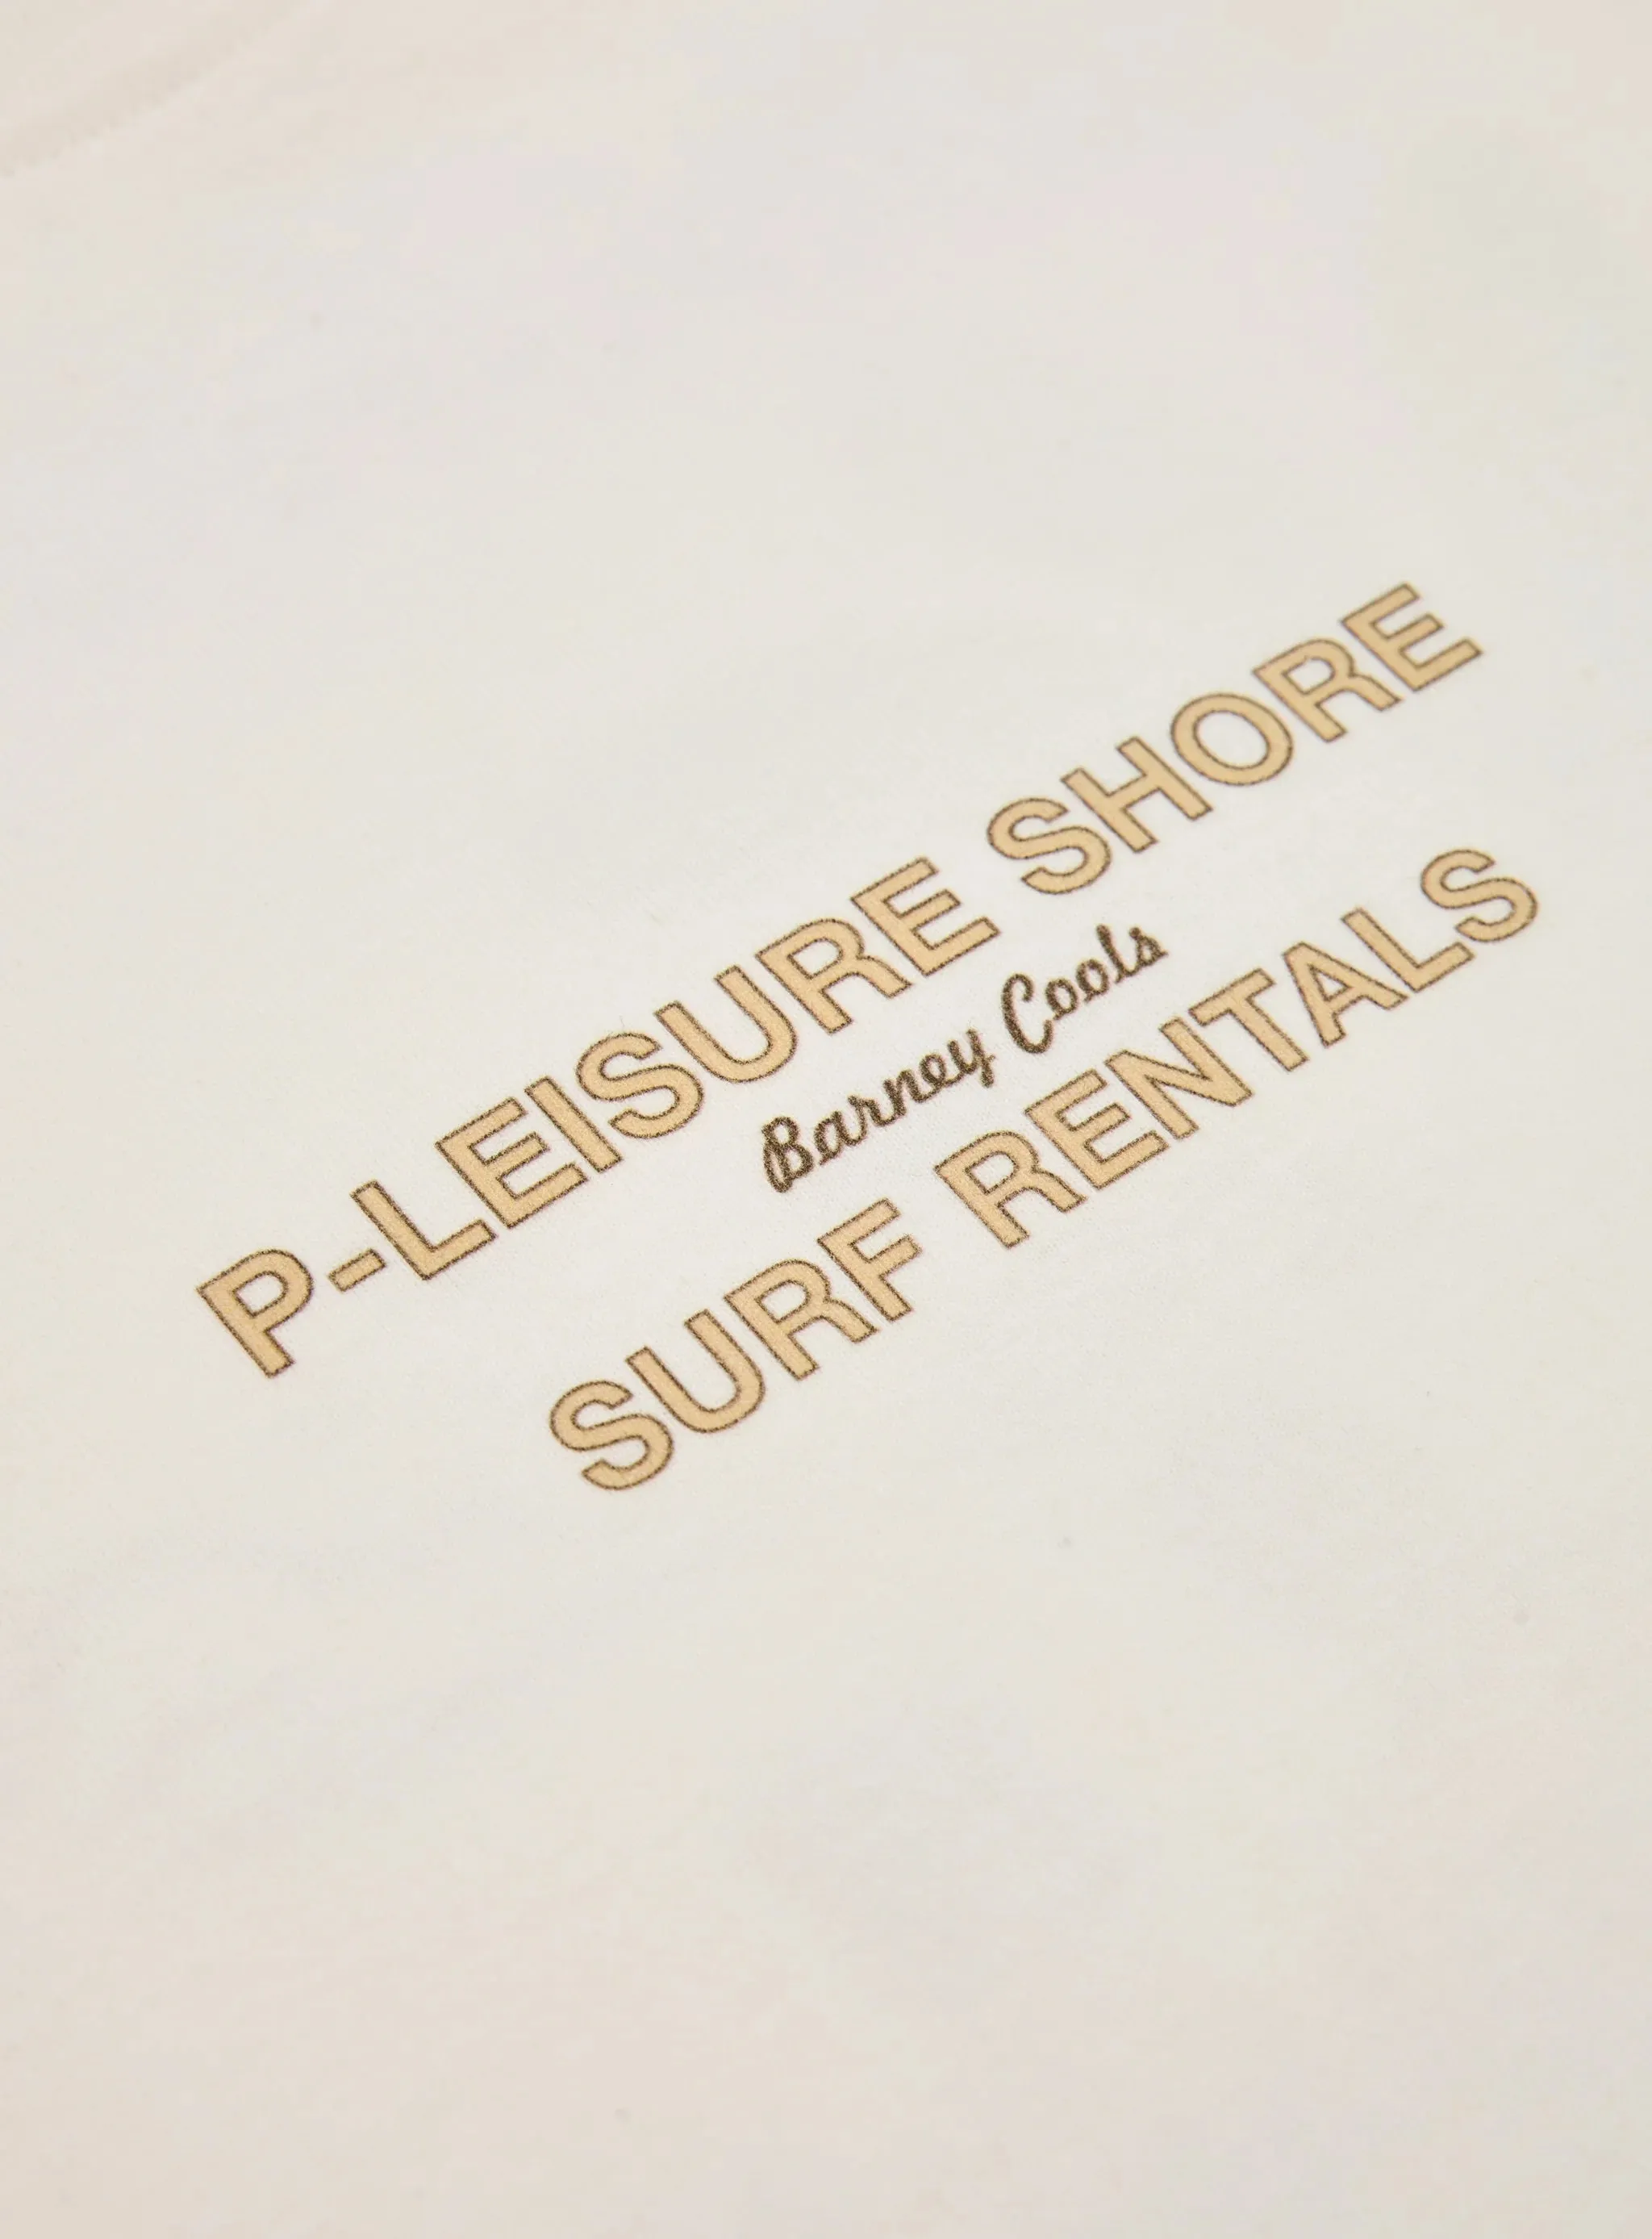 P-LEISURE SHORE
Barney Cools
SURF RENTALS